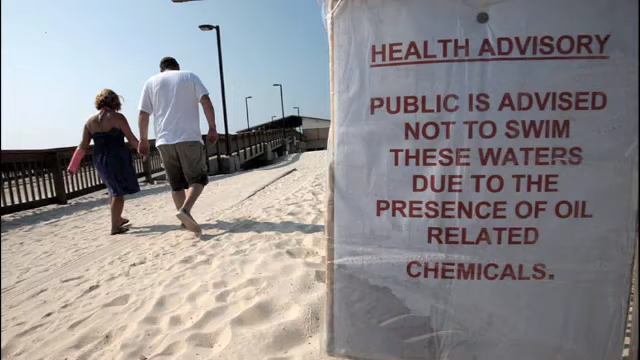 HEALTH ADVISORY
PUBLIC IS ADVISED
NOT TO SWIM
THESE WATERS
DUE TO THE
PRESENCE OF OIL
RELATED
CHEMICALS.